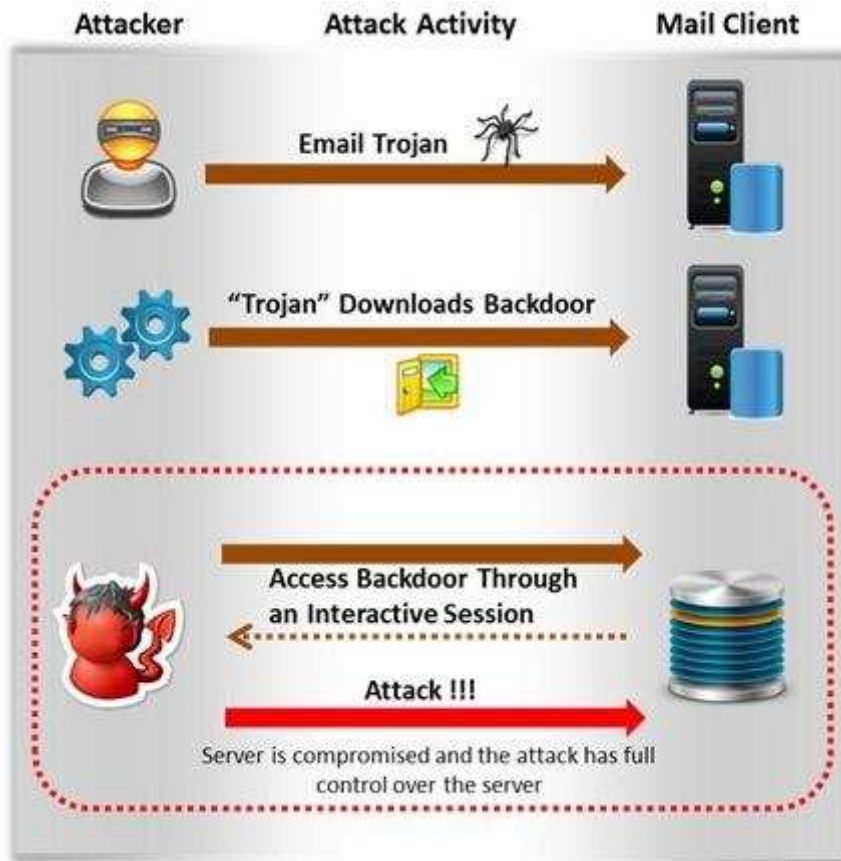 Attacker Attack Activity Mail Client
Email Trojan
“Trojan” Downloads Backdoor
Access Backdoor Through
an Interactive Session
Attack !!!
Server is compromised and the attack has full
control over the server